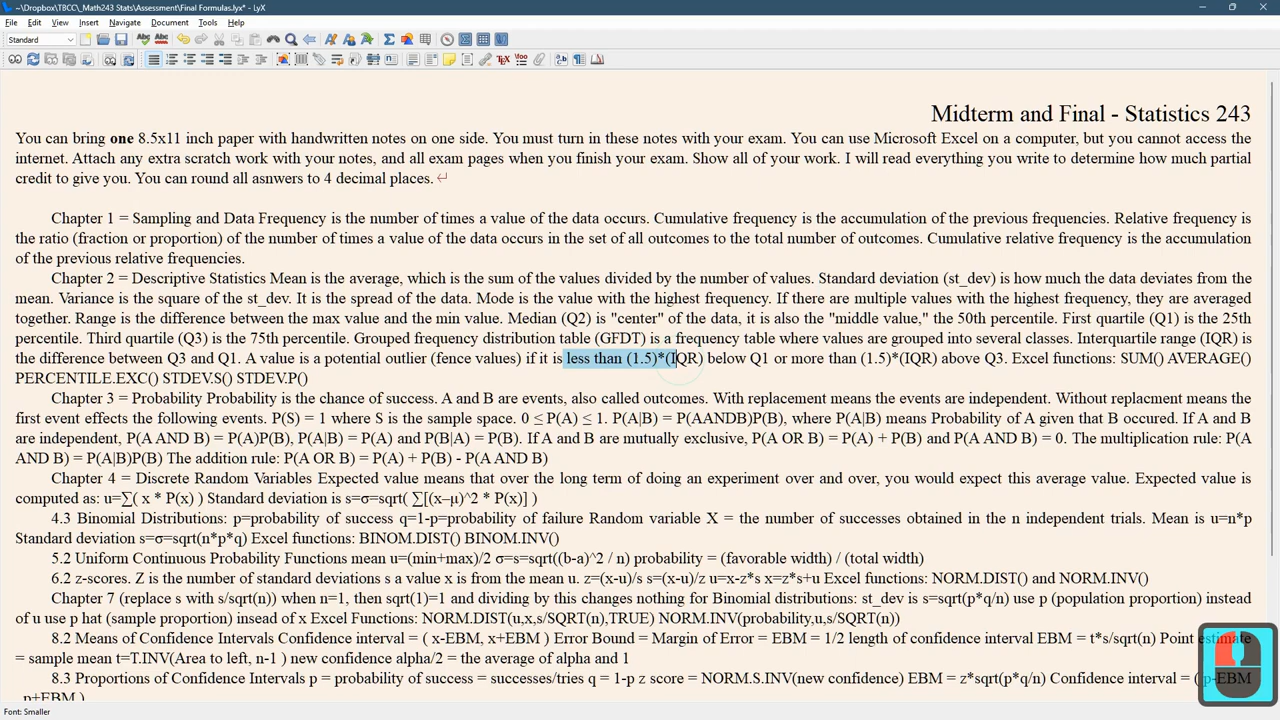 ~\Dropbox\TBCC\_Math243 Stats\Assessment\Final Formulas.lyx* - LyX
File Edit View Insert Navigate Document Tools Help
Standard
Midterm and Final - Statistics 243
You can bring one 8.5x11 inch paper with handwritten notes on one side. You must turn in these notes with your exam. You can use Microsoft Excel on a computer, but you cannot access the
internet. Attach any extra scratch work with your notes, and all exam pages when you finish your exam. Show all of your work. I will read everything you write to determine how much partial
credit to give you. You can round all asnwers to 4 decimal places.
Chapter 1 = Sampling and Data Frequency is the number of times a value of the data occurs. Cumulative frequency is the accumulation of the previous frequencies. Relative frequency is
the ratio (fraction or proportion) of the number of times a value of the data occurs in the set of all outcomes to the total number of outcomes. Cumulative relative frequency is the accumulation
of the previous relative frequencies.
Chapter 2 = Descriptive Statistics Mean is the average, which is the sum of the values divided by the number of values. Standard deviation (st_dev) is how much the data deviates from the
mean. Variance is the square of the st_dev. It is the spread of the data. Mode is the value with the highest frequency. If there are multiple values with the highest frequency, they are averaged
together. Range is the difference between the max value and the min value. Median (Q2) is "center" of the data, it is also the "middle value," the 50th percentile. First quartile (Q1) is the 25th
percentile. Third quartile (Q3) is the 75th percentile. Grouped frequency distribution table (GFDT) is a frequency table where values are grouped into several classes. Interquartile range (IQR) is
the difference between Q3 and Q1. A value is a potential outlier (fence values) if it is less than (1.5)*(IQR) below Q1 or more than (1.5)*(IQR) above Q3. Excel functions: SUM() AVERAGE()
PERCENTILE.EXC() STDEV.S() STDEV.P()
Chapter 3 = Probability Probability is the chance of success. A and B are events, also called outcomes. With replacement means the events are independent. Without replacment means the
first event effects the following events. P(S) = 1 where S is the sample space. 0 ≤ P(A) ≤ 1. P(A|B) = P(AANDB)P(B), where P(A|B) means Probability of A given that B occured. If A and B
are independent, P(A AND B) = P(A)P(B), P(A|B) = P(A) and P(B|A) = P(B). If A and B are mutually exclusive, P(A OR B) = P(A) + P(B) and P(A AND B) = 0. The multiplication rule: P(A
AND B) = P(A|B)P(B) The addition rule: P(A OR B) = P(A) + P(B) - P(A AND B)
Chapter 4 = Discrete Random Variables Expected value means that over the long term of doing an experiment over and over, you would expect this average value. Expected value is
computed as: u=∑( x * P(x) ) Standard deviation is s=σ=sqrt( ∑[(x–μ)^2 * P(x)] )
4.3 Binomial Distributions: p=probability of success q=1-p=probability of failure Random variable X = the number of successes obtained in the n independent trials. Mean is u=n*p
Standard deviation s=σ=sqrt(n*p*q) Excel functions: BINOM.DIST() BINOM.INV()
5.2 Uniform Continuous Probability Functions mean u=(min+max)/2 σ=s=sqrt((b-a)^2 / n) probability = (favorable width) / (total width)
6.2 z-scores. Z is the number of standard deviations s a value x is from the mean u. z=(x-u)/s s=(x-u)/z u=x-z*s x=z*s+u Excel functions: NORM.DIST() and NORM.INV()
Chapter 7 (replace s with s/sqrt(n)) when n=1, then sqrt(1)=1 and dividing by this changes nothing for Binomial distributions: st_dev is s=sqrt(p*q/n) use p (population proportion) instead
of u use p hat (sample proportion) insead of x Excel Functions: NORM.DIST(u,x,s/SQRT(n),TRUE) NORM.INV(probability,u,s/SQRT(n))
8.2 Means of Confidence Intervals Confidence interval = ( x-EBM, x+EBM ) Error Bound = Margin of Error = EBM = 1/2 length of confidence interval EBM = t*s/sqrt(n) Point estimate
= sample mean t=T.INV(Area to left, n-1 ) new confidence alpha/2 = the average of alpha and 1
8.3 Proportions of Confidence Intervals p = probability of success = successes/tries q = 1-p z score = NORM.S.INV(new confidence) EBM = z*sqrt(p*q/n) Confidence interval = ( p-EBM
p+EBM )
Font: Smaller